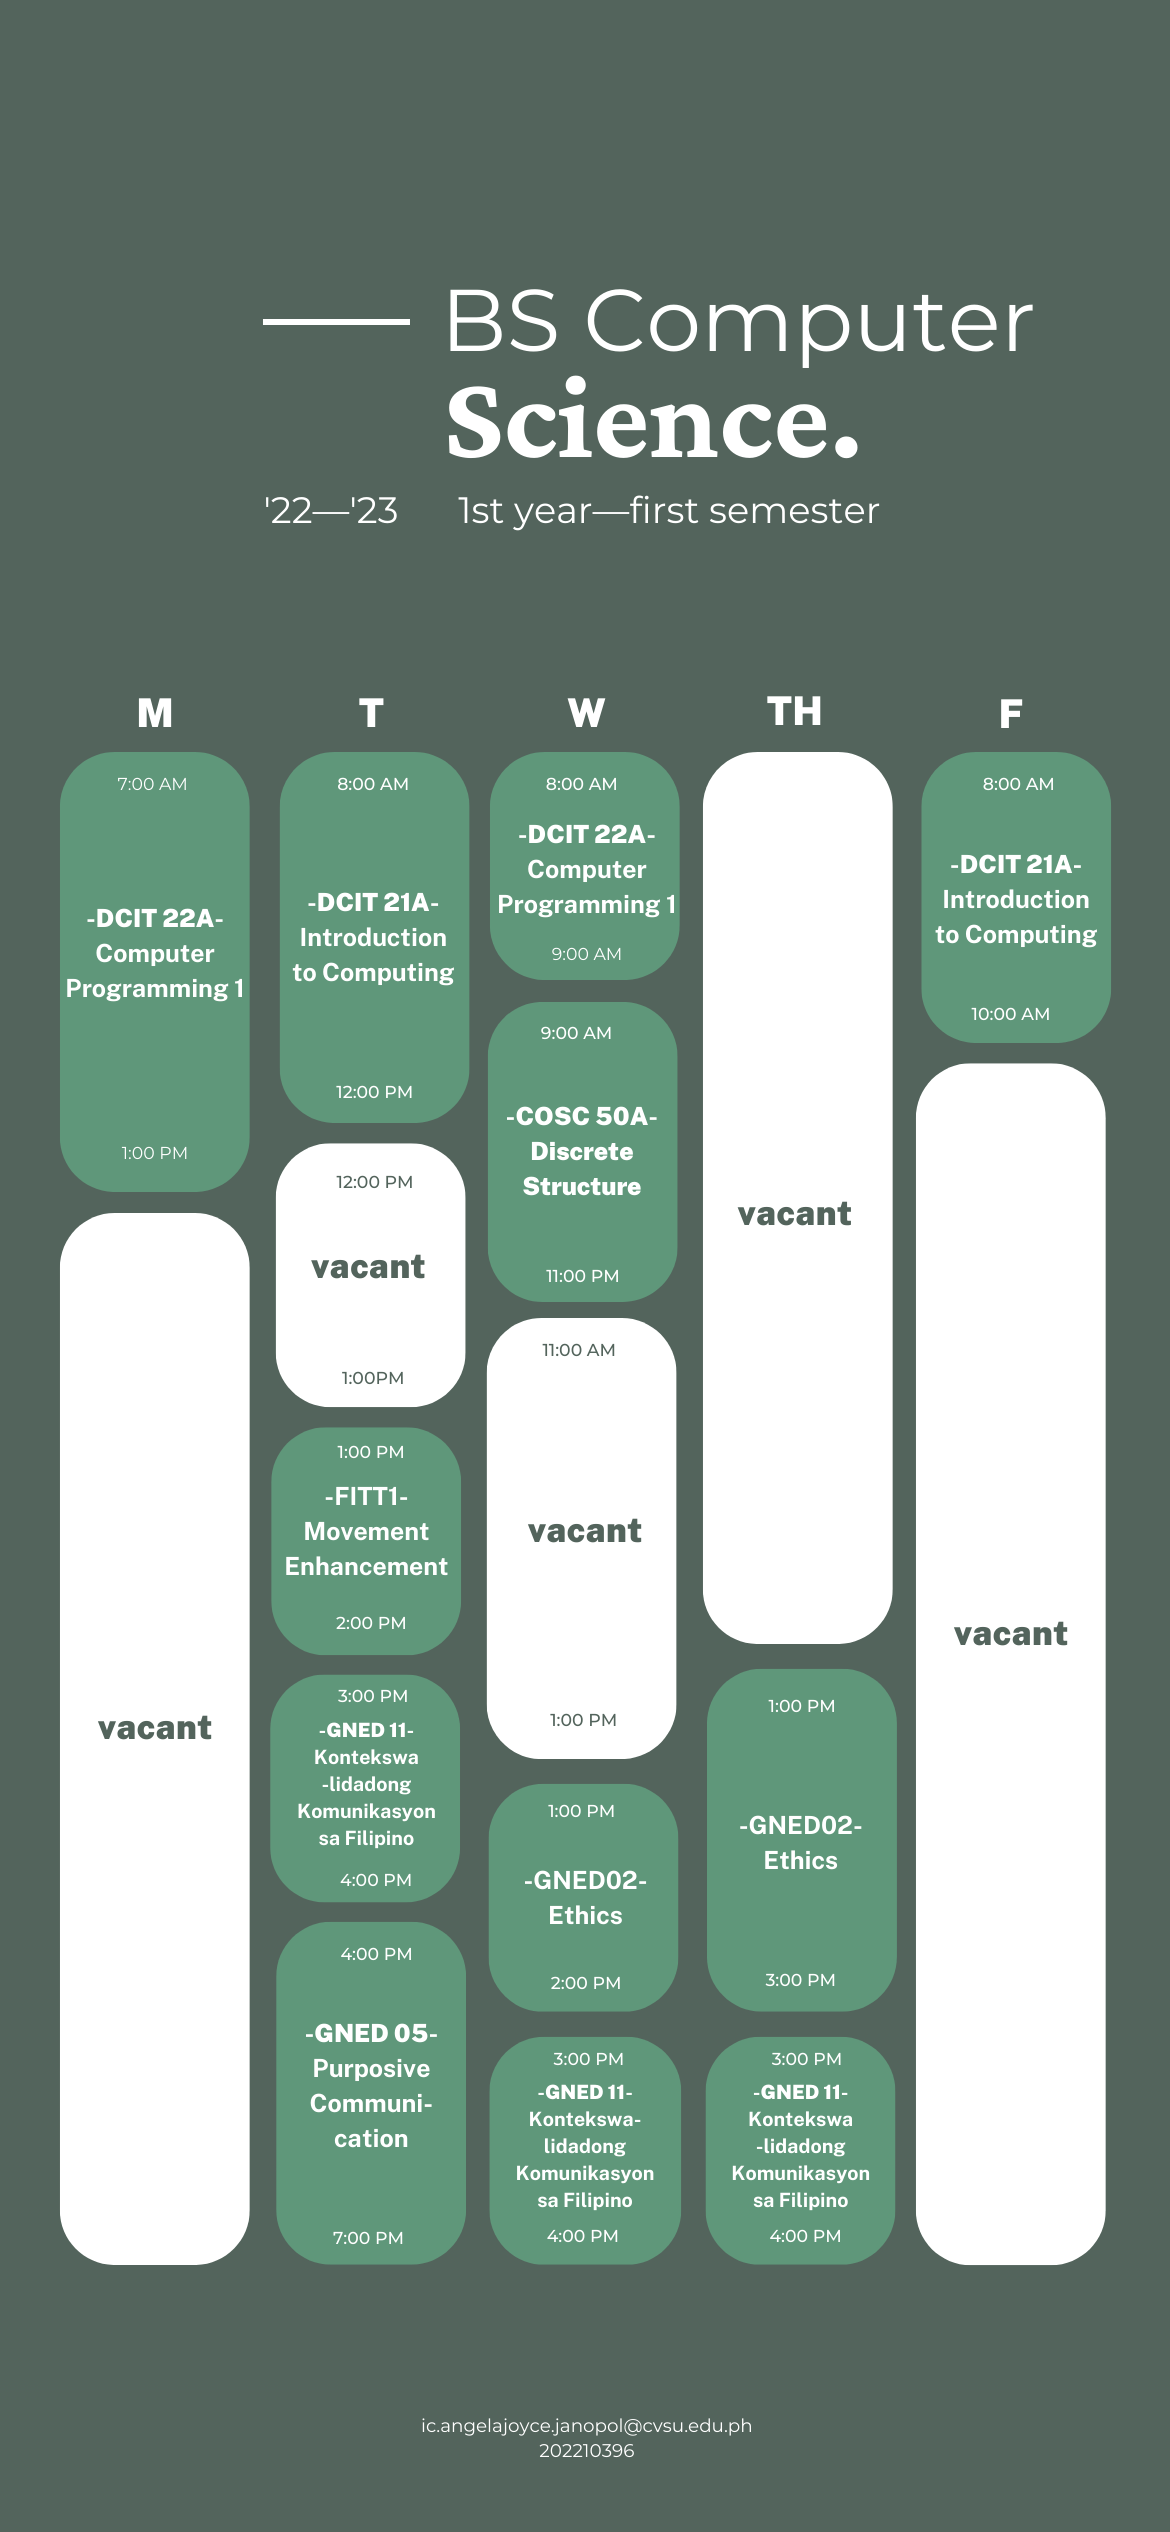 BS Computer
Science.
'22—'23 1st year—first semester
M
7:00 AM
-DCIT 22A-
Computer
Programming 1
1:00 PM
vacant
T
8:00 AM
-DCIT 21A-
Introduction
to Computing
12:00 PM
12:00 PM
vacant
1:00PM
1:00 PM
-FITT1-
Movement
Enhancement
2:00 PM
3:00 PM
-GNED 11-
Kontekswa
-lidadong
Komunikasyon
sa Filipino
4:00 PM
4:00 PM
-GNED 05-
Purposive
Communi-
cation
7:00 PM
W
8:00 AM
-DCIT 22A-
Computer
Programming 1
9:00 AM
9:00 AM
-COSC 50A-
Discrete
Structure
11:00 PM
11:00 AM
vacant
1:00 PM
1:00 PM
-GNED02-
Ethics
2:00 PM
3:00 PM
-GNED 11-
Kontekswa-
lidadong
Komunikasyon
sa Filipino
4:00 PM
TH
vacant
1:00 PM
-GNED02-
Ethics
3:00 PM
3:00 PM
-GNED 11-
Kontekswa
-lidadong
Komunikasyon
sa Filipino
4:00 PM
F
8:00 AM
-DCIT 21A-
Introduction
to Computing
10:00 AM
vacant
ic.angelajoyce.janopol@cvsu.edu.ph
202210396